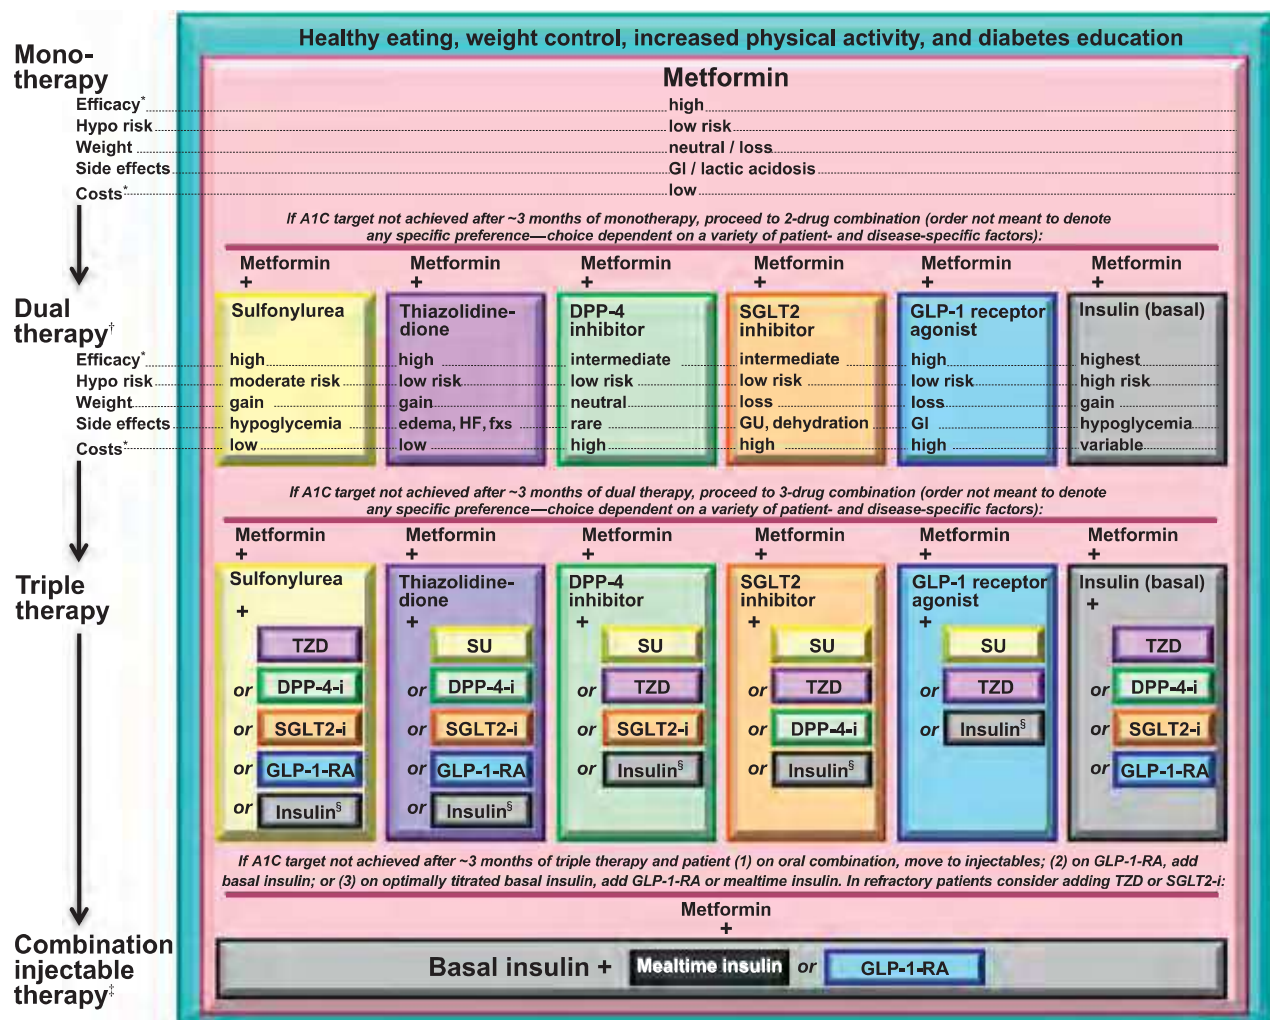 Healthy eating, weight control, increased physical activity, and diabetes education
Mono-
therapy
Metformin
Efficacy* high
Hypo risk low risk
Weight neutral / loss
Side effects GI / lactic acidosis
Costs* low
If A1C target not achieved after ~3 months of monotherapy, proceed to 2-drug combination (order not meant to denote
any specific preference—choice dependent on a variety of patient- and disease-specific factors):
Metformin Metformin Metformin Metformin Metformin Metformin
+ + + + + +
Dual
therapy†
Sulfonylurea Thiazolidine- DPP-4 SGLT2 GLP-1 receptor Insulin (basal)
dione inhibitor inhibitor agonist
Efficacy* high high intermediate intermediate high highest
Hypo risk moderate risk low risk low risk low risk low risk high risk
Weight gain gain neutral loss loss gain
Side effects hypoglycemia edema, HF, fxs rare GU, dehydration GI hypoglycemia
Costs* low low high high high variable
If A1C target not achieved after ~3 months of dual therapy, proceed to 3-drug combination (order not meant to denote
any specific preference—choice dependent on a variety of patient- and disease-specific factors):
Metformin Metformin Metformin Metformin Metformin Metformin
+ + + + + +
Triple
therapy
Sulfonylurea Thiazolidine- DPP-4 SGLT2 GLP-1 receptor Insulin (basal)
dione inhibitor inhibitor agonist
+ + + + + +
TZD SU SU SU SU TZD
or DPP-4-i or DPP-4-i or TZD or TZD or TZD or DPP-4-i
or SGLT2-i or SGLT2-i or SGLT2-i or DPP-4-i or Insulin§ or SGLT2-i
or GLP-1-RA or GLP-1-RA or Insulin§ or Insulin§ or GLP-1-RA
or Insulin§ or Insulin§
If A1C target not achieved after ~3 months of triple therapy and patient (1) on oral combination, move to injectables; (2) on GLP-1-RA, add
basal insulin; or (3) on optimally titrated basal insulin, add GLP-1-RA or mealtime insulin. In refractory patients consider adding TZD or SGLT2-i:
Metformin
+
Combination
injectable
therapy‡
Basal insulin + Mealtime insulin or GLP-1-RA